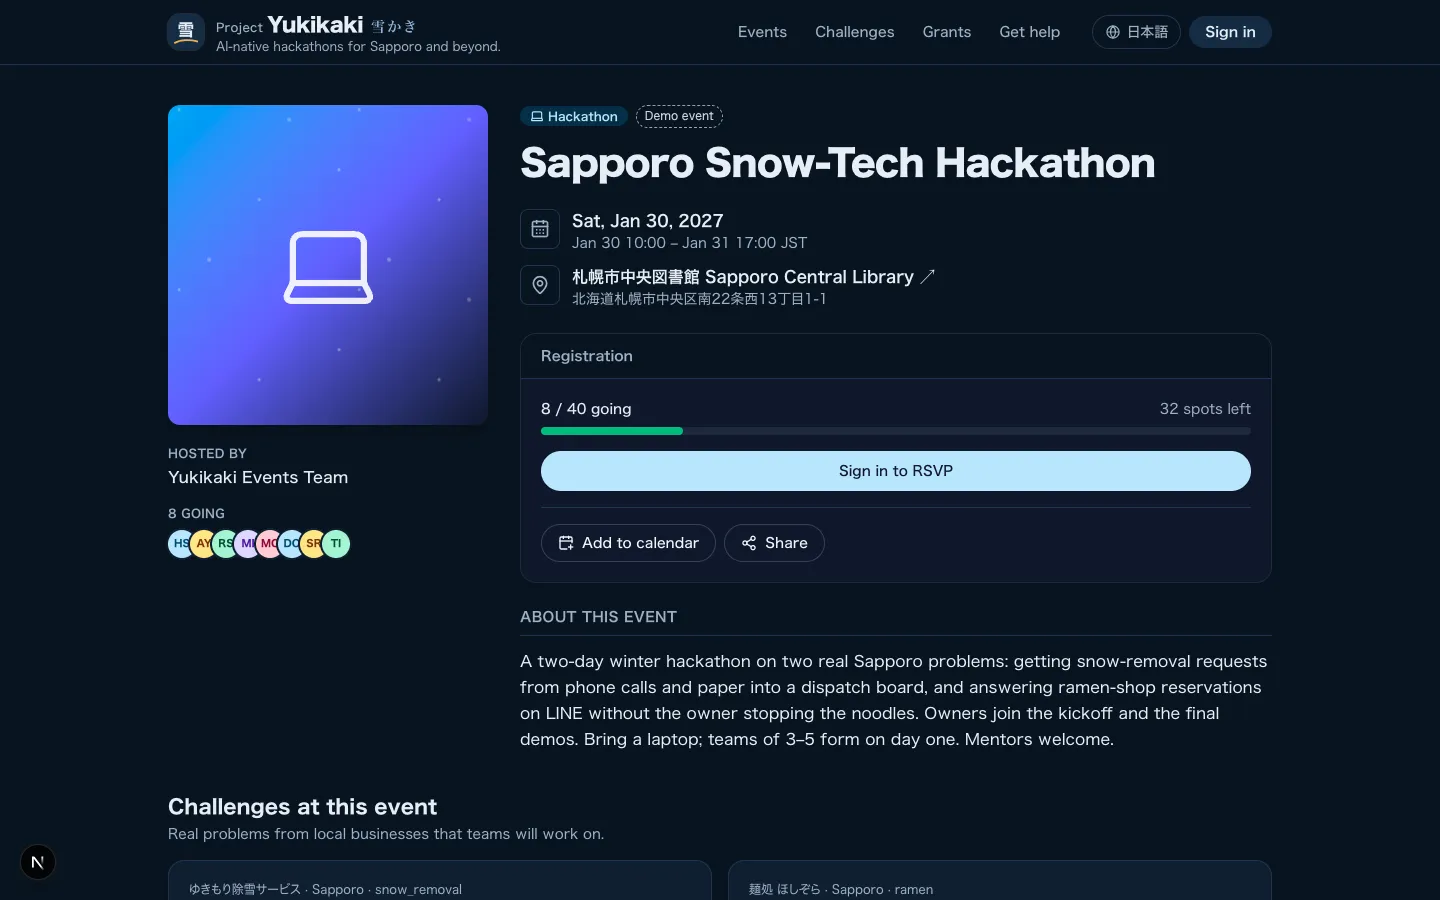 雪
Project Yukikaki 雪かき
AI-native hackathons for Sapporo and beyond.
Events
Challenges
Grants
Get help
日本語
Sign in
Hackathon
Demo event
Sapporo Snow-Tech Hackathon
Sat, Jan 30, 2027
Jan 30 10:00 – Jan 31 17:00 JST
札幌市中央図書館 Sapporo Central Library ↗
北海道札幌市中央区南22条西13丁目1-1
HOSTED BY
Yukikaki Events Team
8 GOING
HS AY RS MI MO DO SR TI
Registration
8 / 40 going
32 spots left
Sign in to RSVP
Add to calendar
Share
ABOUT THIS EVENT
A two-day winter hackathon on two real Sapporo problems: getting snow-removal requests
from phone calls and paper into a dispatch board, and answering ramen-shop reservations
on LINE without the owner stopping the noodles. Owners join the kickoff and the final
demos. Bring a laptop; teams of 3–5 form on day one. Mentors welcome.
Challenges at this event
Real problems from local businesses that teams will work on.
ゆきもり除雪サービス · Sapporo · snow_removal
麺処 ほしぞら · Sapporo · ramen
N